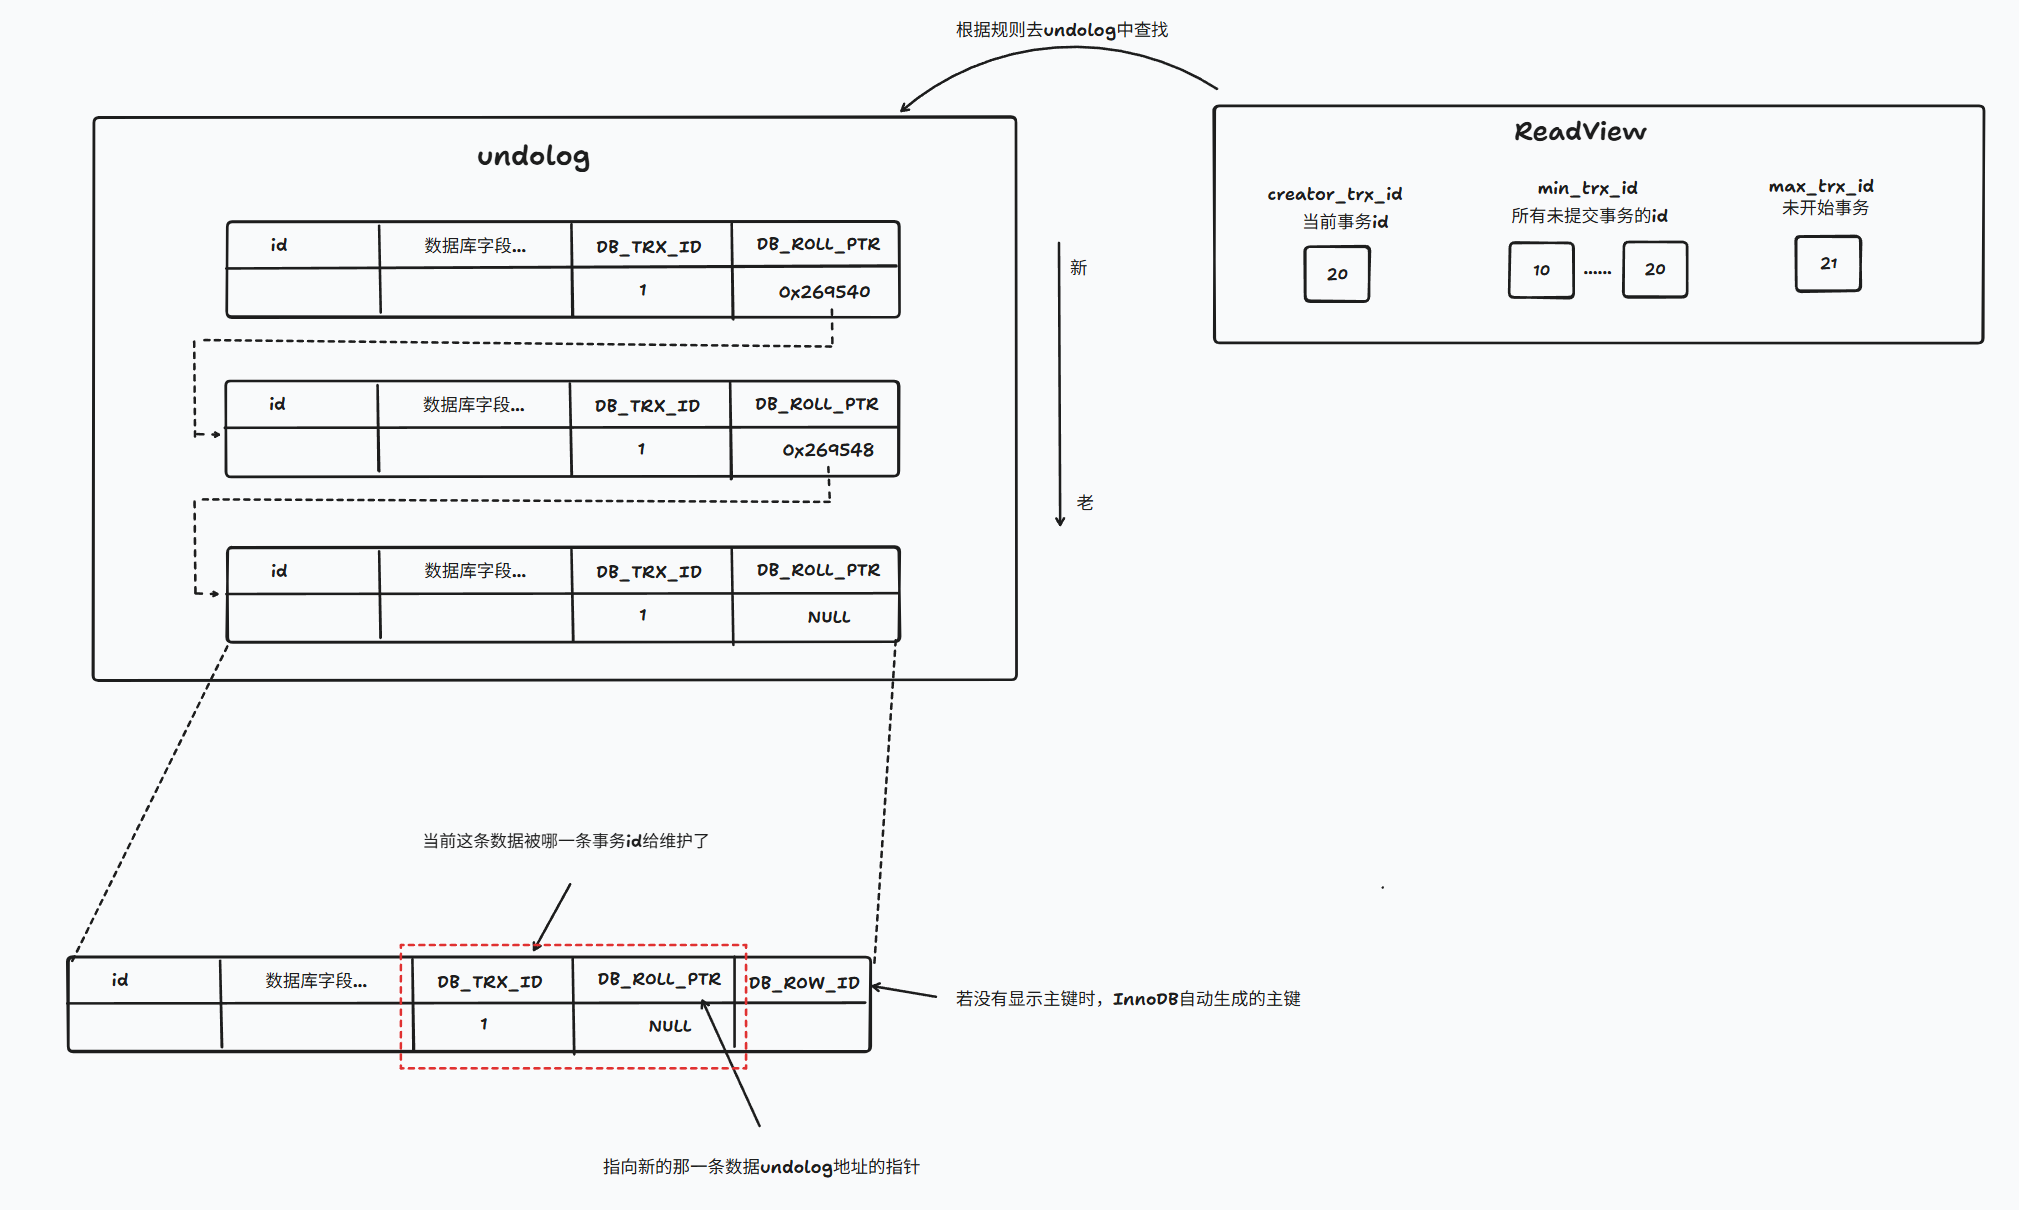 根据规则去undolog中查找
undolog
ReadView
creator_trx_id
当前事务id
20
min_trx_id
所有未提交事务的id
10
......
20
max_trx_id
未开始事务
21
id 数据库字段... DB_TRX_ID DB_ROLL_PTR
1 0x269540
新
id 数据库字段... DB_TRX_ID DB_ROLL_PTR
1 0x269548
老
id 数据库字段... DB_TRX_ID DB_ROLL_PTR
1 NULL
当前这条数据被哪一条事务id给维护了
id 数据库字段... DB_TRX_ID DB_ROLL_PTR DB_ROW_ID
1 NULL
若没有显示主键时，InnoDB自动生成的主键
指向新的那一条数据undolog地址的指针